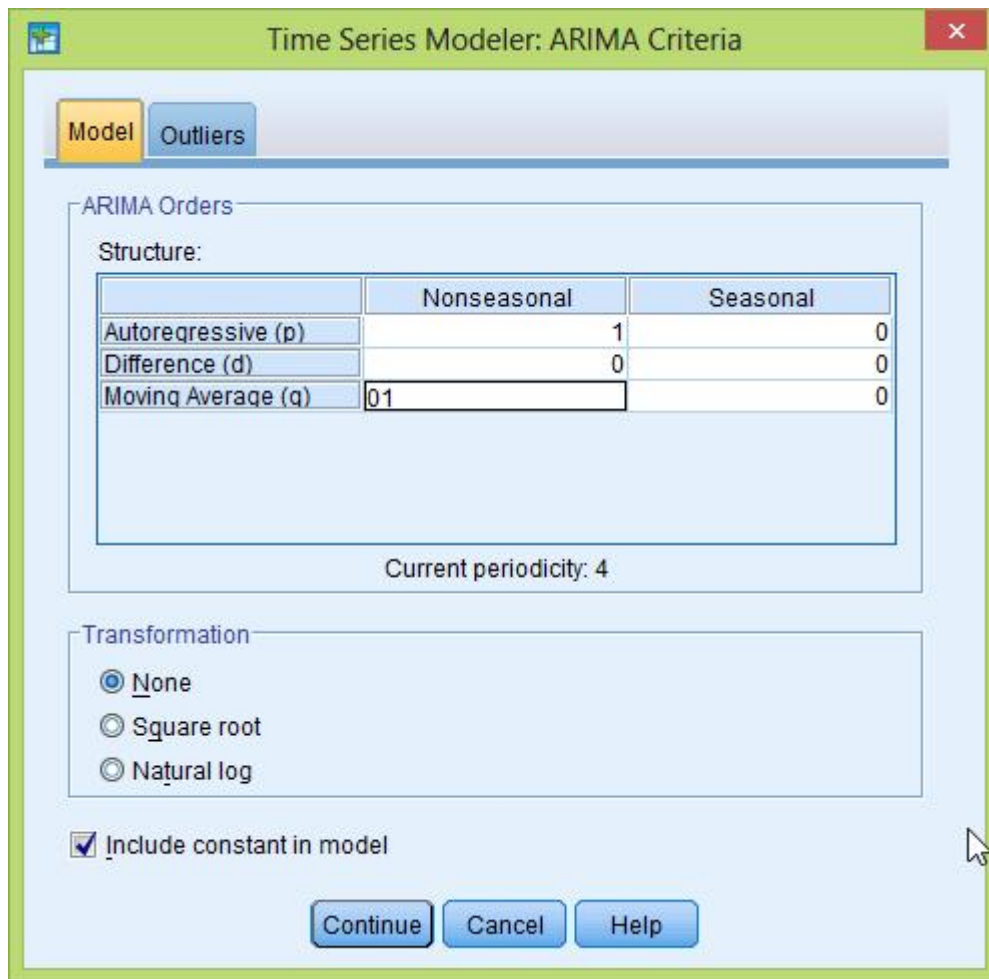 Time Series Modeler: ARIMA Criteria
Model Outliers
ARIMA Orders
Structure:
Nonseasonal Seasonal
Autoregressive (p) 1 0
Difference (d) 0 0
Moving Average (q) 01 0
Current periodicity: 4
Transformation
None
Square root
Natural log
Include constant in model
Continue Cancel Help